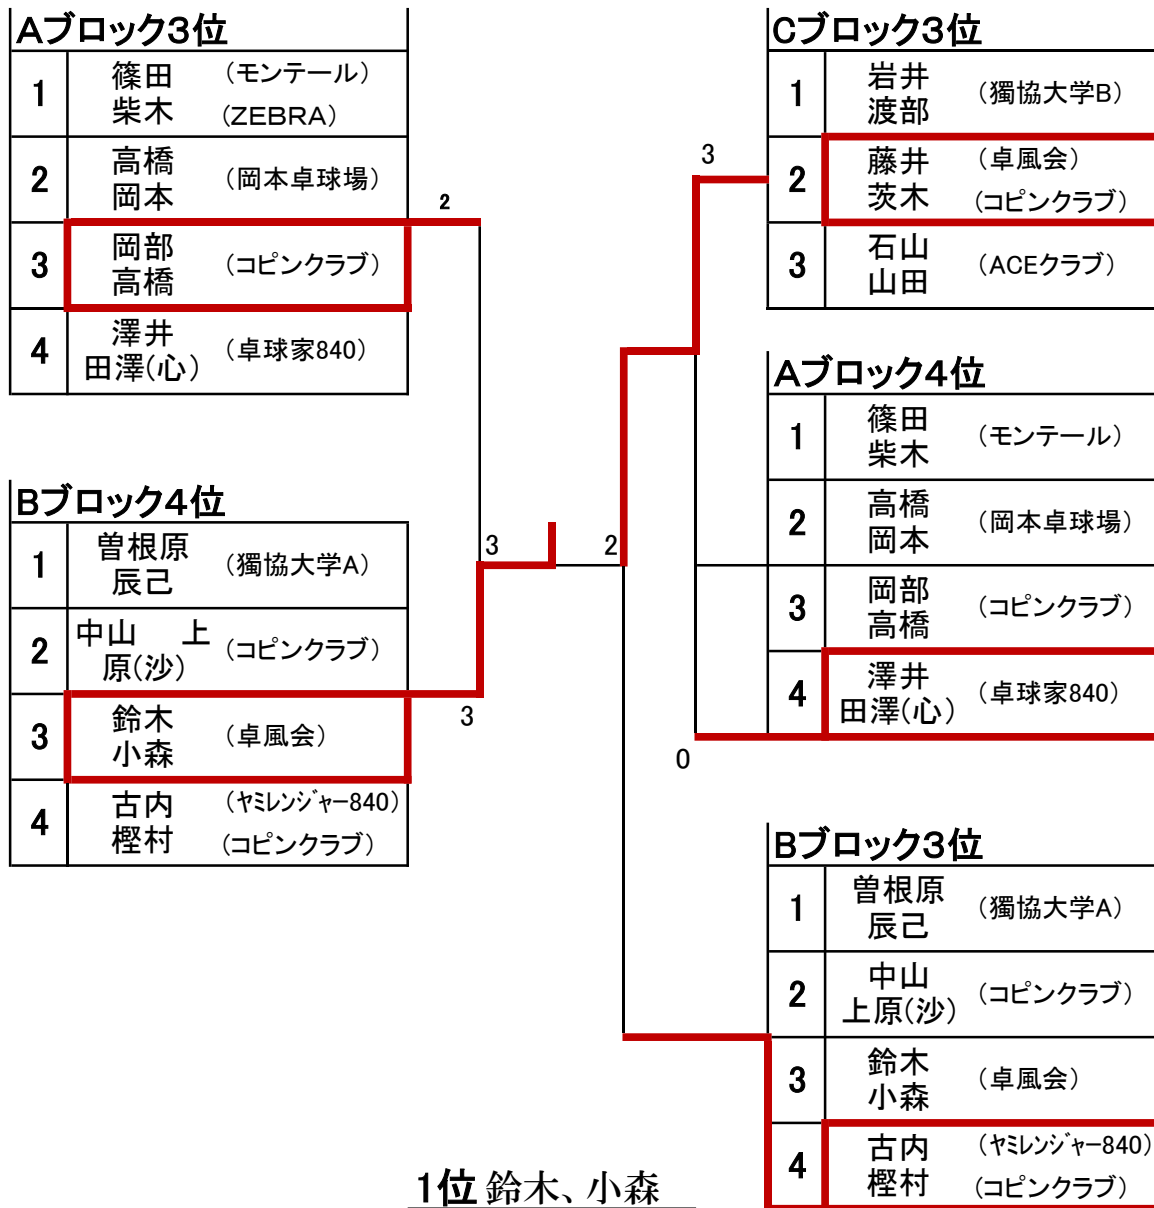 Aブロック3位
1 篠田 (モンテール)
柴木 (ZEBRA)
2 高橋 (岡本卓球場)
岡本
3 岡部 (コピンクラブ)
高橋
4 澤井 (卓球家840)
田澤(心)
2
Bブロック4位
1 曽根原 (獨協大学A)
辰己
2 中山 上 (コピンクラブ)
原(沙)
3 鈴木 (卓風会)
小森
4 古内 (ヤミレンジャー840)
樫村 (コピンクラブ)
3
3
2
3
0
Cブロック3位
1 岩井 (獨協大学B)
渡部
2 藤井 (卓風会)
茨木 (コピンクラブ)
3 石山 (ACEクラブ)
山田
Aブロック4位
1 篠田 (モンテール)
柴木
2 高橋 (岡本卓球場)
岡本
3 岡部 (コピンクラブ)
高橋
4 澤井 (卓球家840)
田澤(心)
Bブロック3位
1 曽根原 (獨協大学A)
辰己
2 中山 (コピンクラブ)
上原(沙)
3 鈴木 (卓風会)
小森
4 古内 (ヤミレンジャー840)
樫村 (コピンクラブ)
1位 鈴木、小森